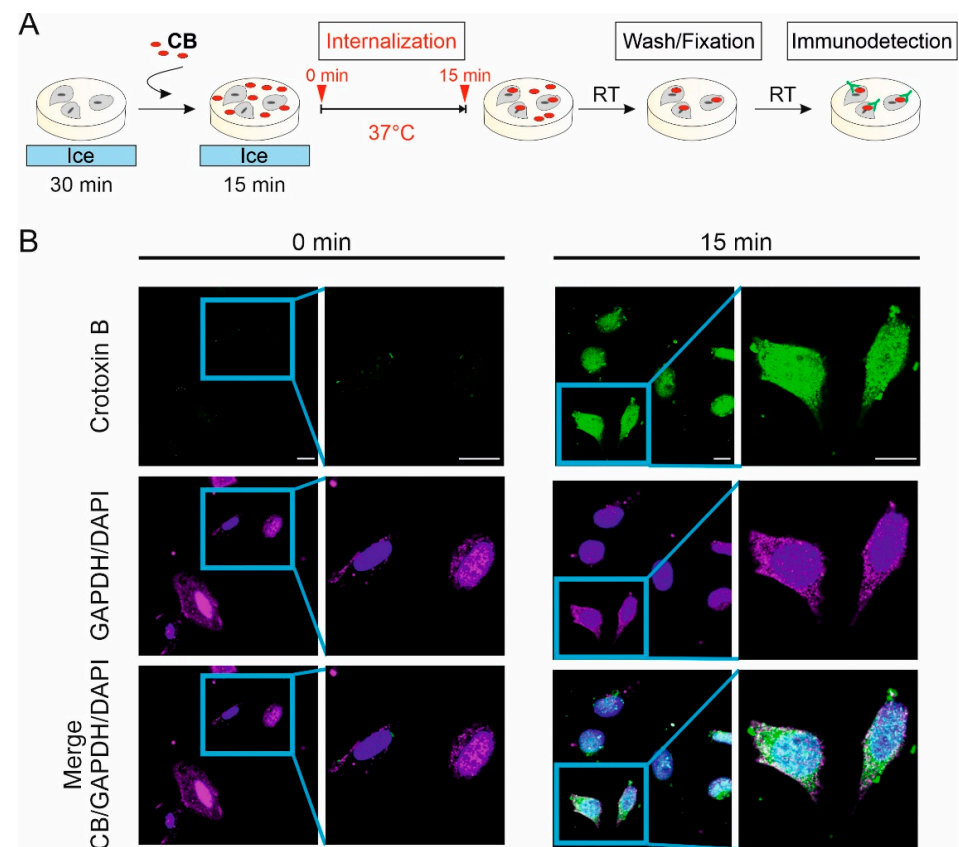 A
CB
Internalization
Wash/Fixation
Immunodetection
0 min
15 min
RT
RT
37°C
Ice
Ice
30 min
15 min
B
0 min
15 min
Crotoxin B
GAPDH/DAPI
Merge
CB/GAPDH/DAPI